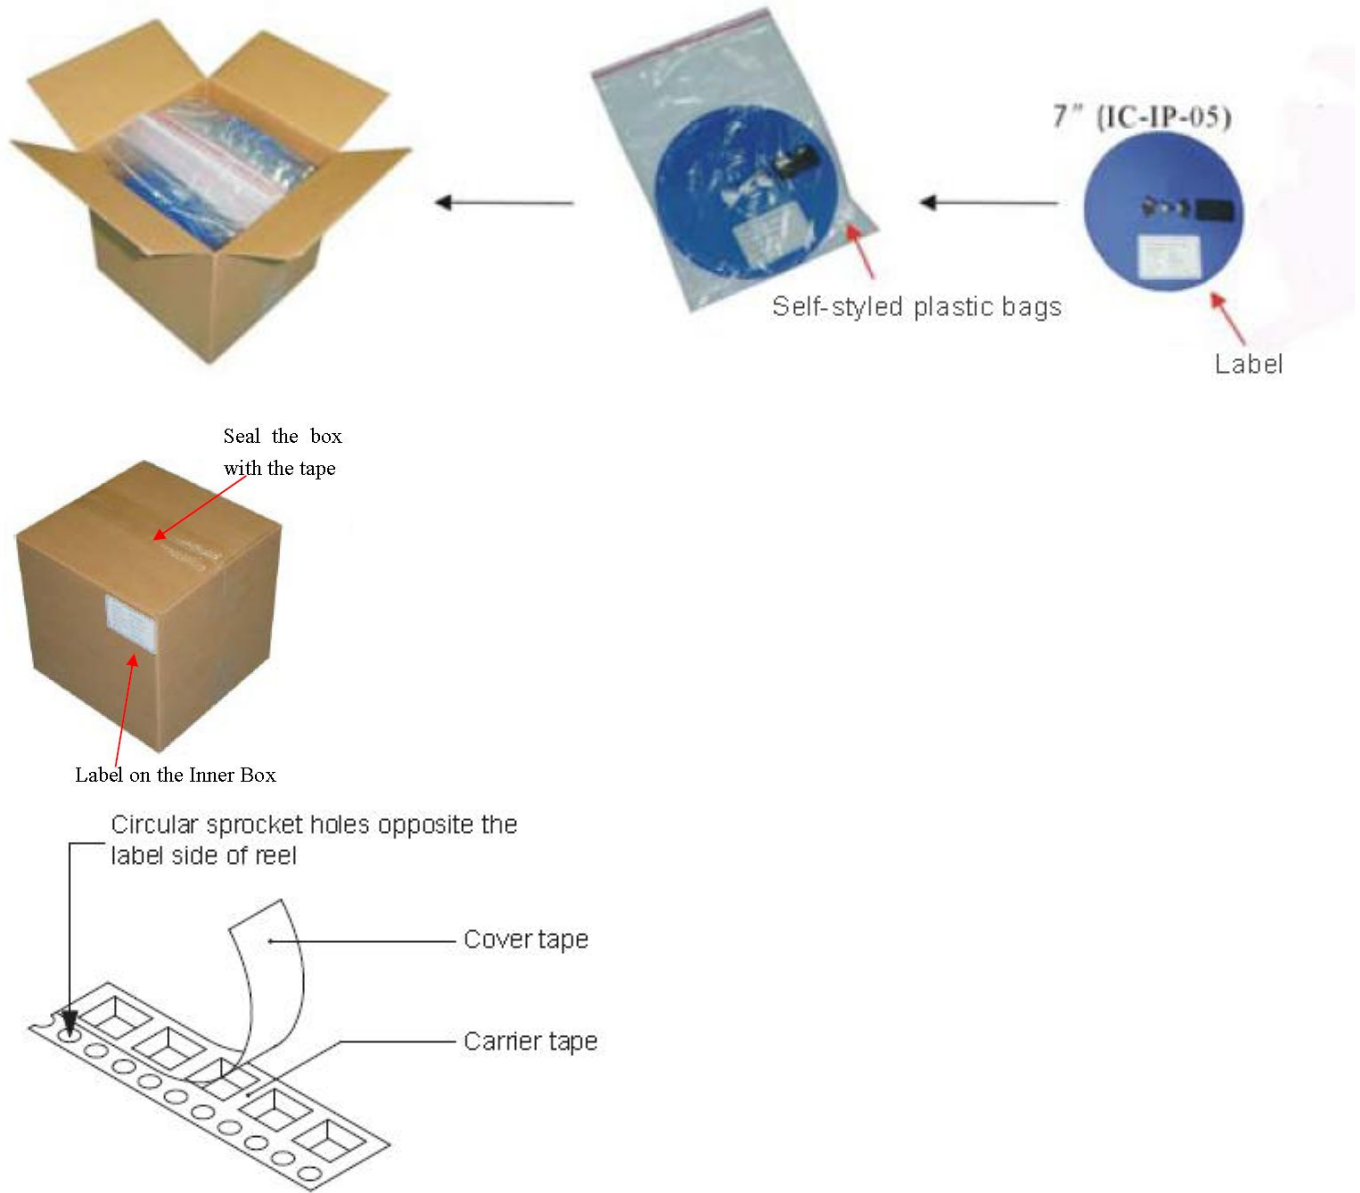 7" (IC-IP-05)
Self-styled plastic bags
Label
Seal the box
with the tape
Label on the Inner Box
Circular sprocket holes opposite the
label side of reel
Cover tape
Carrier tape